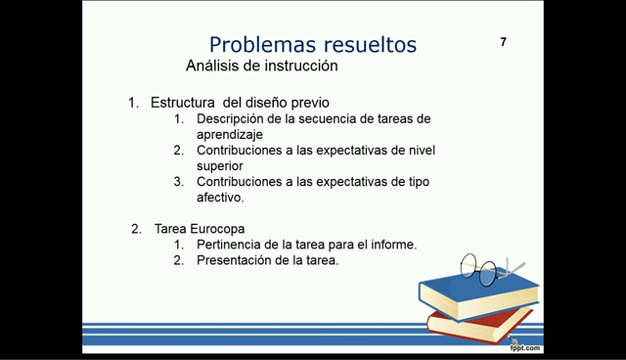 Problemas resueltos
7
Análisis de instrucción
1. Estructura del diseño previo
1. Descripción de la secuencia de tareas de
aprendizaje
2. Contribuciones a las expectativas de nivel
superior
3. Contribuciones a las expectativas de tipo
afectivo.
2. Tarea Eurocopa
1. Pertinencia de la tarea para el informe.
2. Presentación de la tarea.
fppt.com